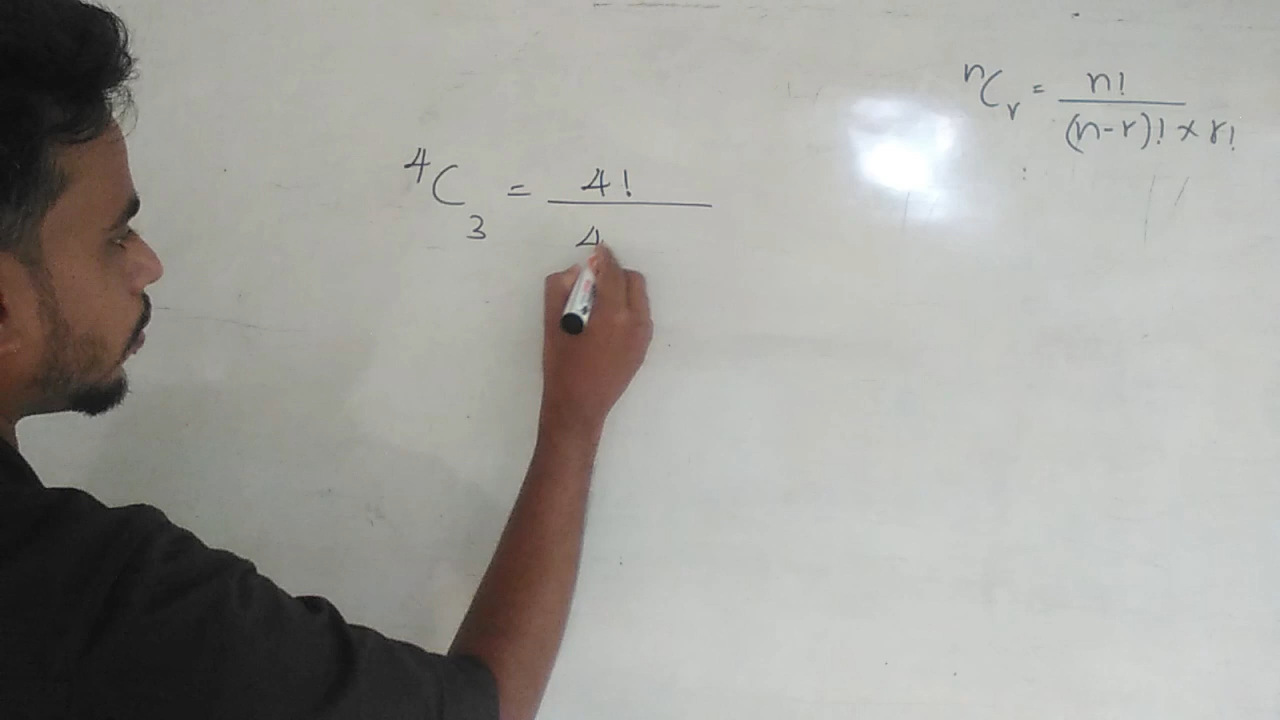 ⁿCᵣ = n! / (n-r)! × r!
⁴C₃ = 4! / 4